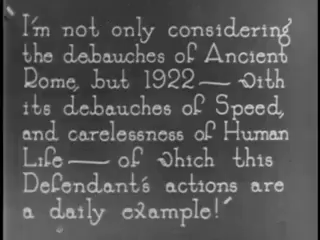 I'm not only considering
the debauches of Ancient
Rome, but 1922 — with
its debauches of Speed,
and carelessness of Human
Life — of which this
Defendant's actions are
a daily example!"